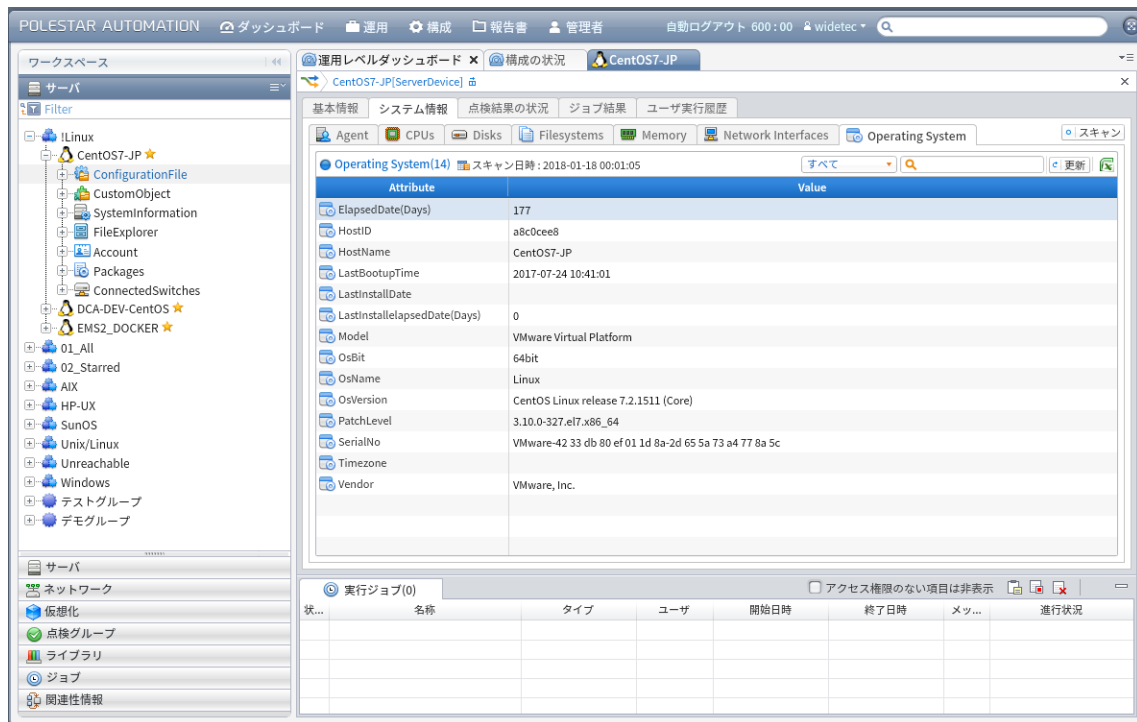 POLESTAR AUTOMATION ダッシュボード 運用 構成 報告書 管理者 自動ログアウト 600:00 widetec
ワークスペース
サーバ
Filter
!Linux
CentOS7-JP
ConfigurationFile
CustomObject
SystemInformation
FileExplorer
Account
Packages
ConnectedSwitches
DCA-DEV-CentOS
EMS2_DOCKER
01_All
02_Starred
AIX
HP-UX
SunOS
Unix/Linux
Unreachable
Windows
テストグループ
デモグループ
サーバ
ネットワーク
仮想化
点検グループ
ライブラリ
ジョブ
関連性情報
運用レベルダッシュボード 構成の状況 CentOS7-JP
CentOS7-JP[ServerDevice]
基本情報 システム情報 点検結果の状況 ジョブ結果 ユーザ実行履歴
Agent CPUs Disks Filesystems Memory Network Interfaces Operating System スキャン
Operating System(14) スキャン日時 : 2018-01-18 00:01:05 すべて 更新
Attribute Value
ElapsedDate(Days) 177
HostID a8c0cee8
HostName CentOS7-JP
LastBootupTime 2017-07-24 10:41:01
LastInstallDate
LastInstallelapsedDate(Days) 0
Model VMware Virtual Platform
OsBit 64bit
OsName Linux
OsVersion CentOS Linux release 7.2.1511 (Core)
PatchLevel 3.10.0-327.el7.x86_64
SerialNo VMware-42 33 db 80 ef 01 1d 8a-2d 65 5a 73 a4 77 8a 5c
Timezone
Vendor VMware, Inc.
実行ジョブ(0) アクセス権限のない項目は非表示
状... 名称 タイプ ユーザ 開始日時 終了日時 メッ... 進行状況